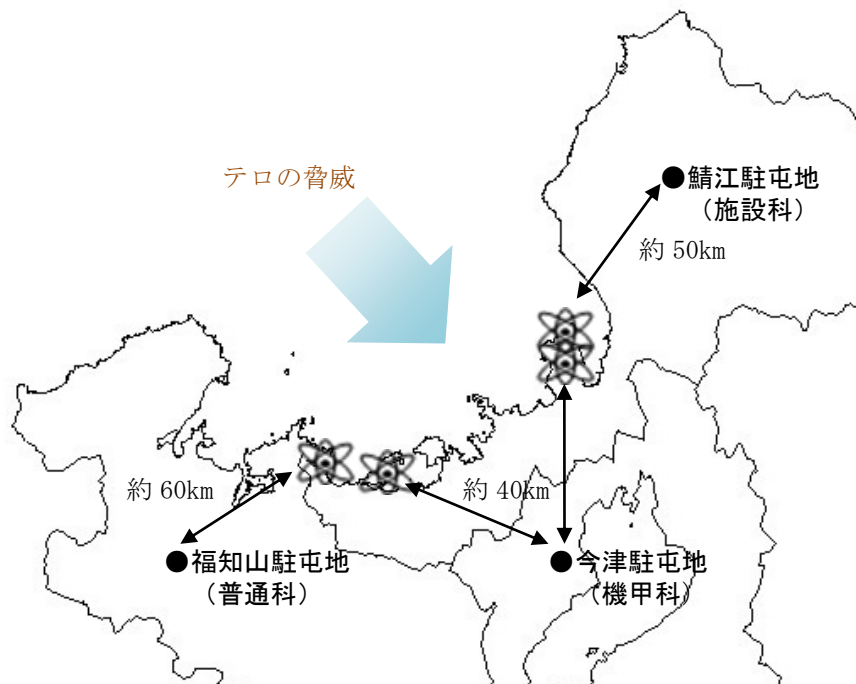 テロの脅威
●鯖江駐屯地
（施設科）
約 50km
約 60km
約 40km
●福知山駐屯地
（普通科）
●今津駐屯地
（機甲科）